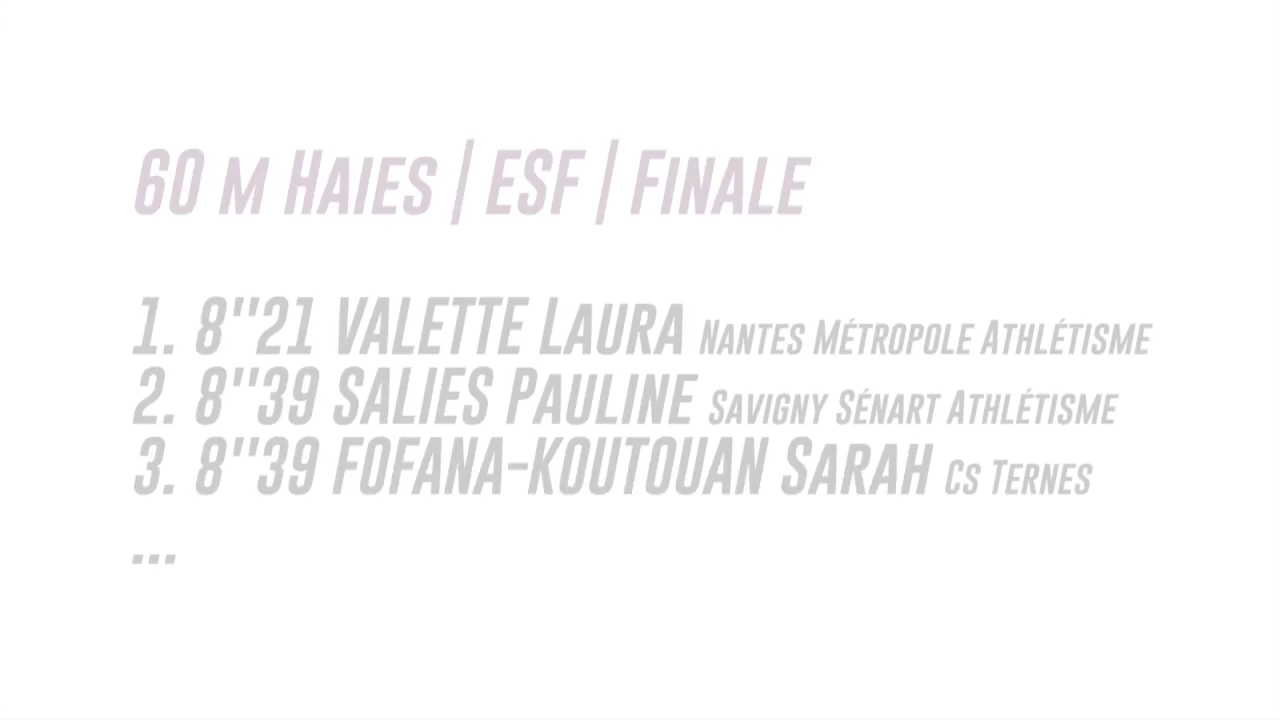 60 m Haies | ESF | Finale
1. 8''21 VALETTE Laura Nantes Métropole Athlétisme
2. 8''39 SALIES Pauline Savigny Sénart Athlétisme
3. 8''39 FOFANA-KOUTOUAN Sarah Cs Ternes
...